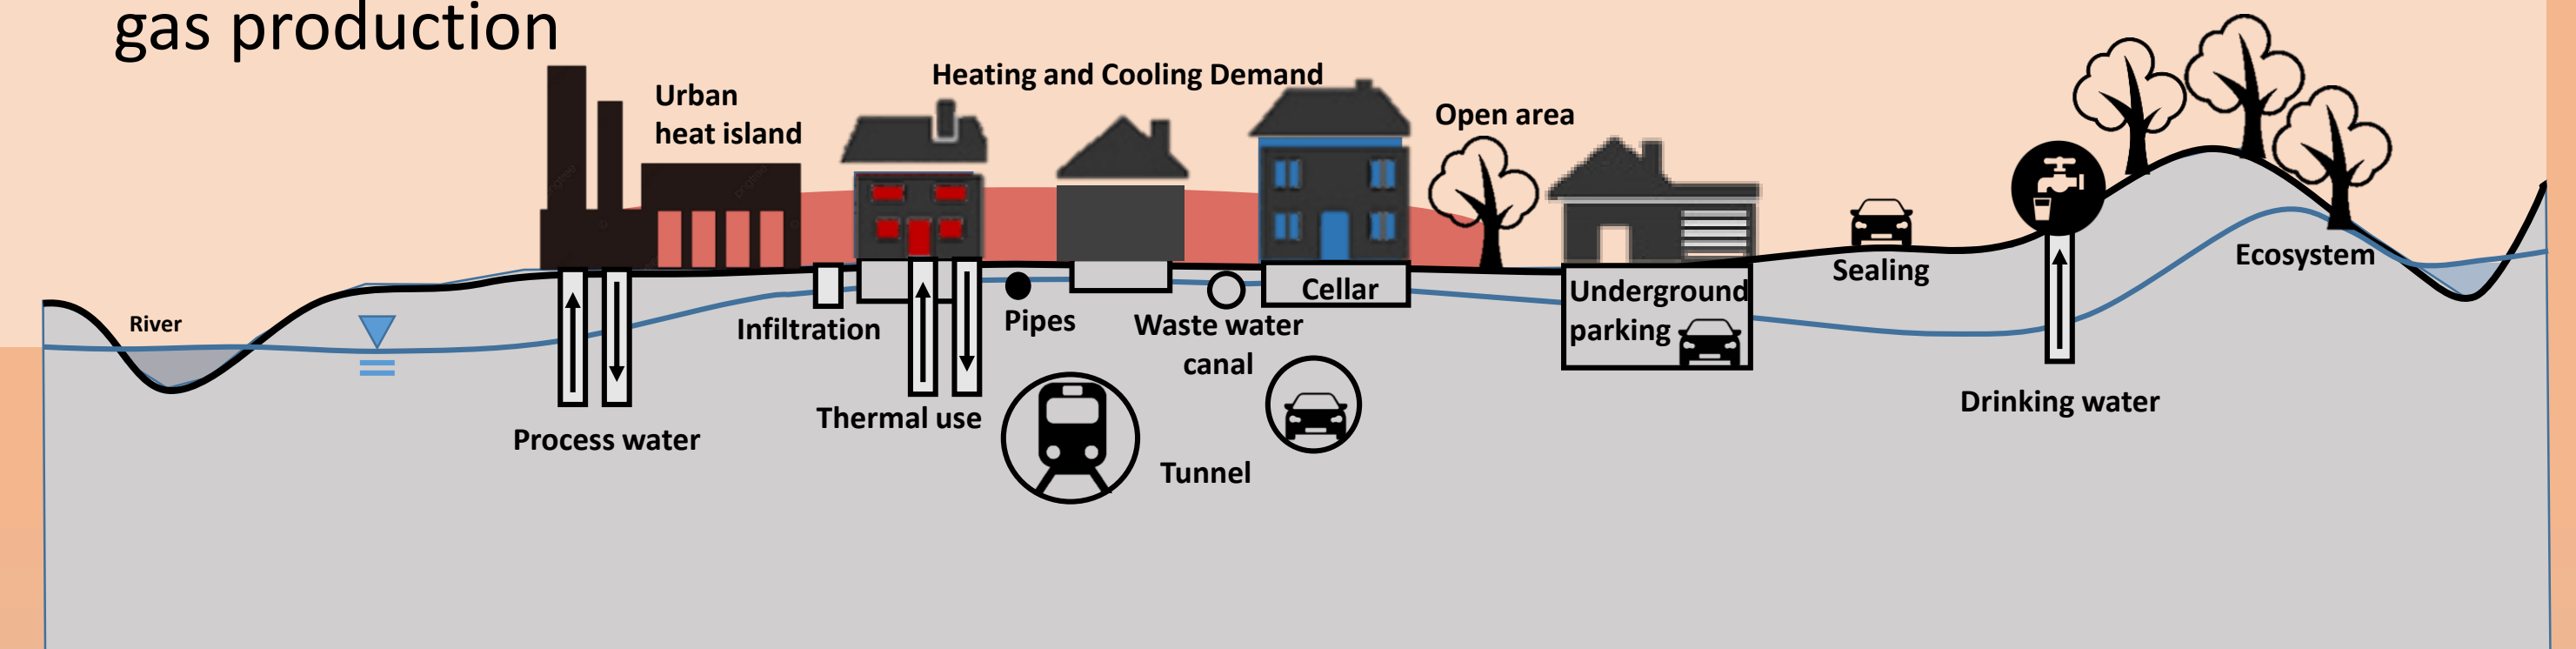 gas production
Heating and Cooling Demand
Urban
heat island
Open area
Ecosystem
Sealing
Cellar
Underground
parking
River
Infiltration
Pipes
Waste water
canal
Drinking water
Thermal use
Process water
Tunnel